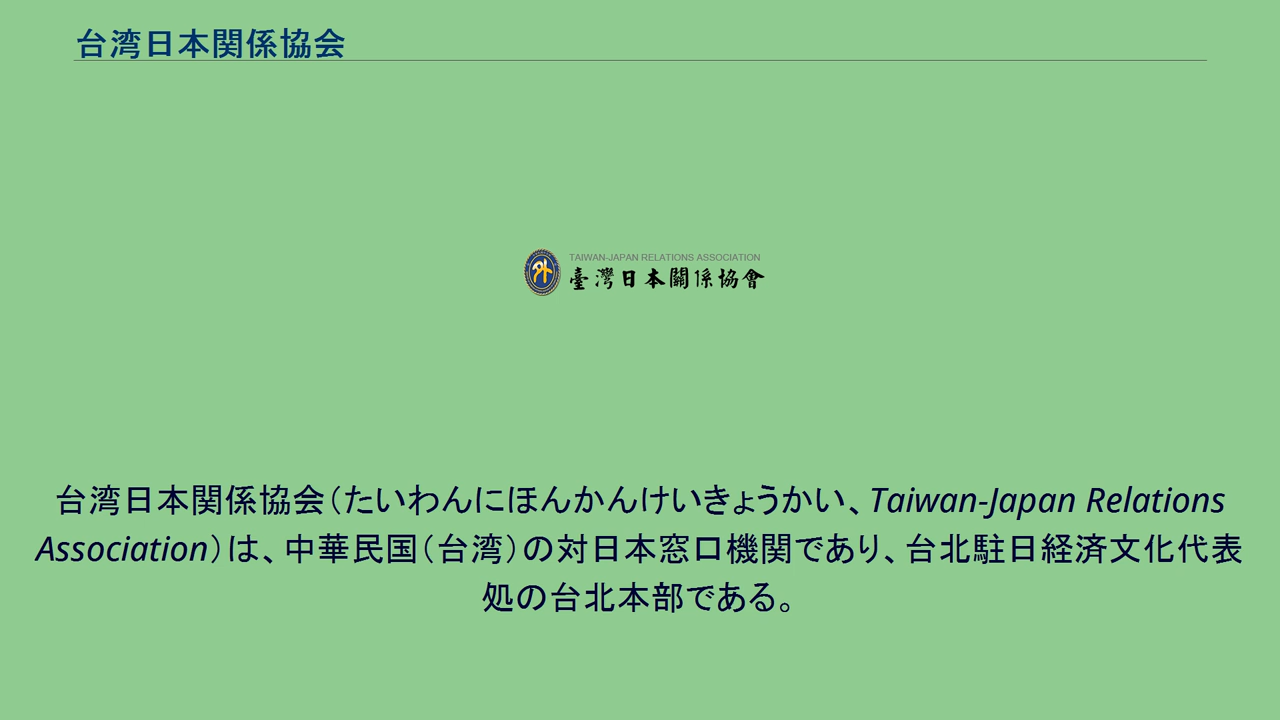 台湾日本関係協会
TAIWAN-JAPAN RELATIONS ASSOCIATION
臺灣日本關係協會
台湾日本関係協会（たいわんにほんかんけいきょうかい、Taiwan-Japan Relations
Association）は、中華民国（台湾）の対日本窓口機関であり、台北駐日経済文化代表
処の台北本部である。